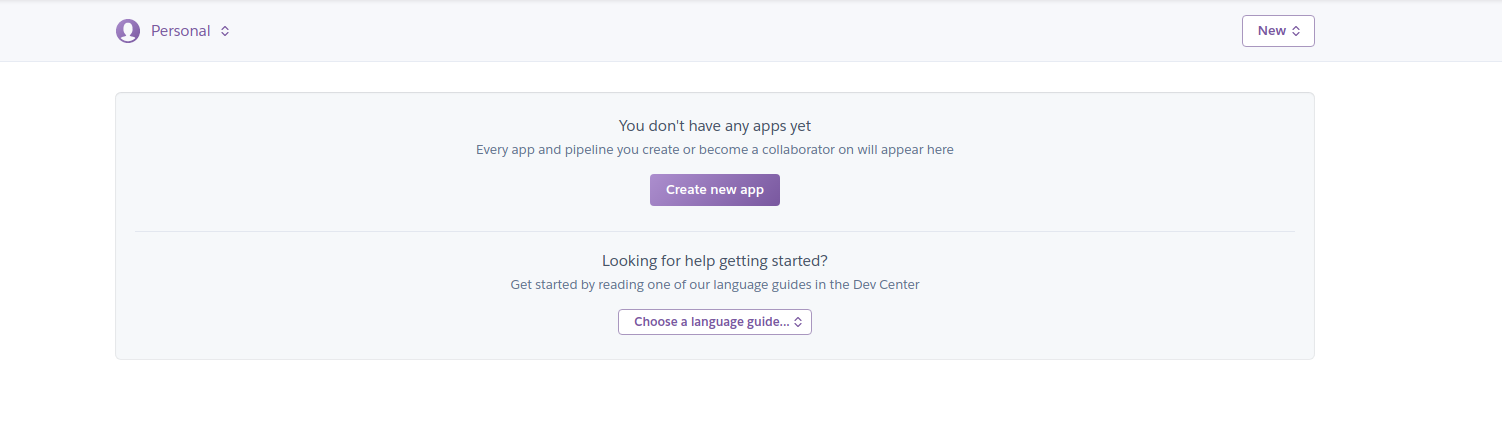 Personal
New
You don't have any apps yet
Every app and pipeline you create or become a collaborator on will appear here
Create new app
Looking for help getting started?
Get started by reading one of our language guides in the Dev Center
Choose a language guide...